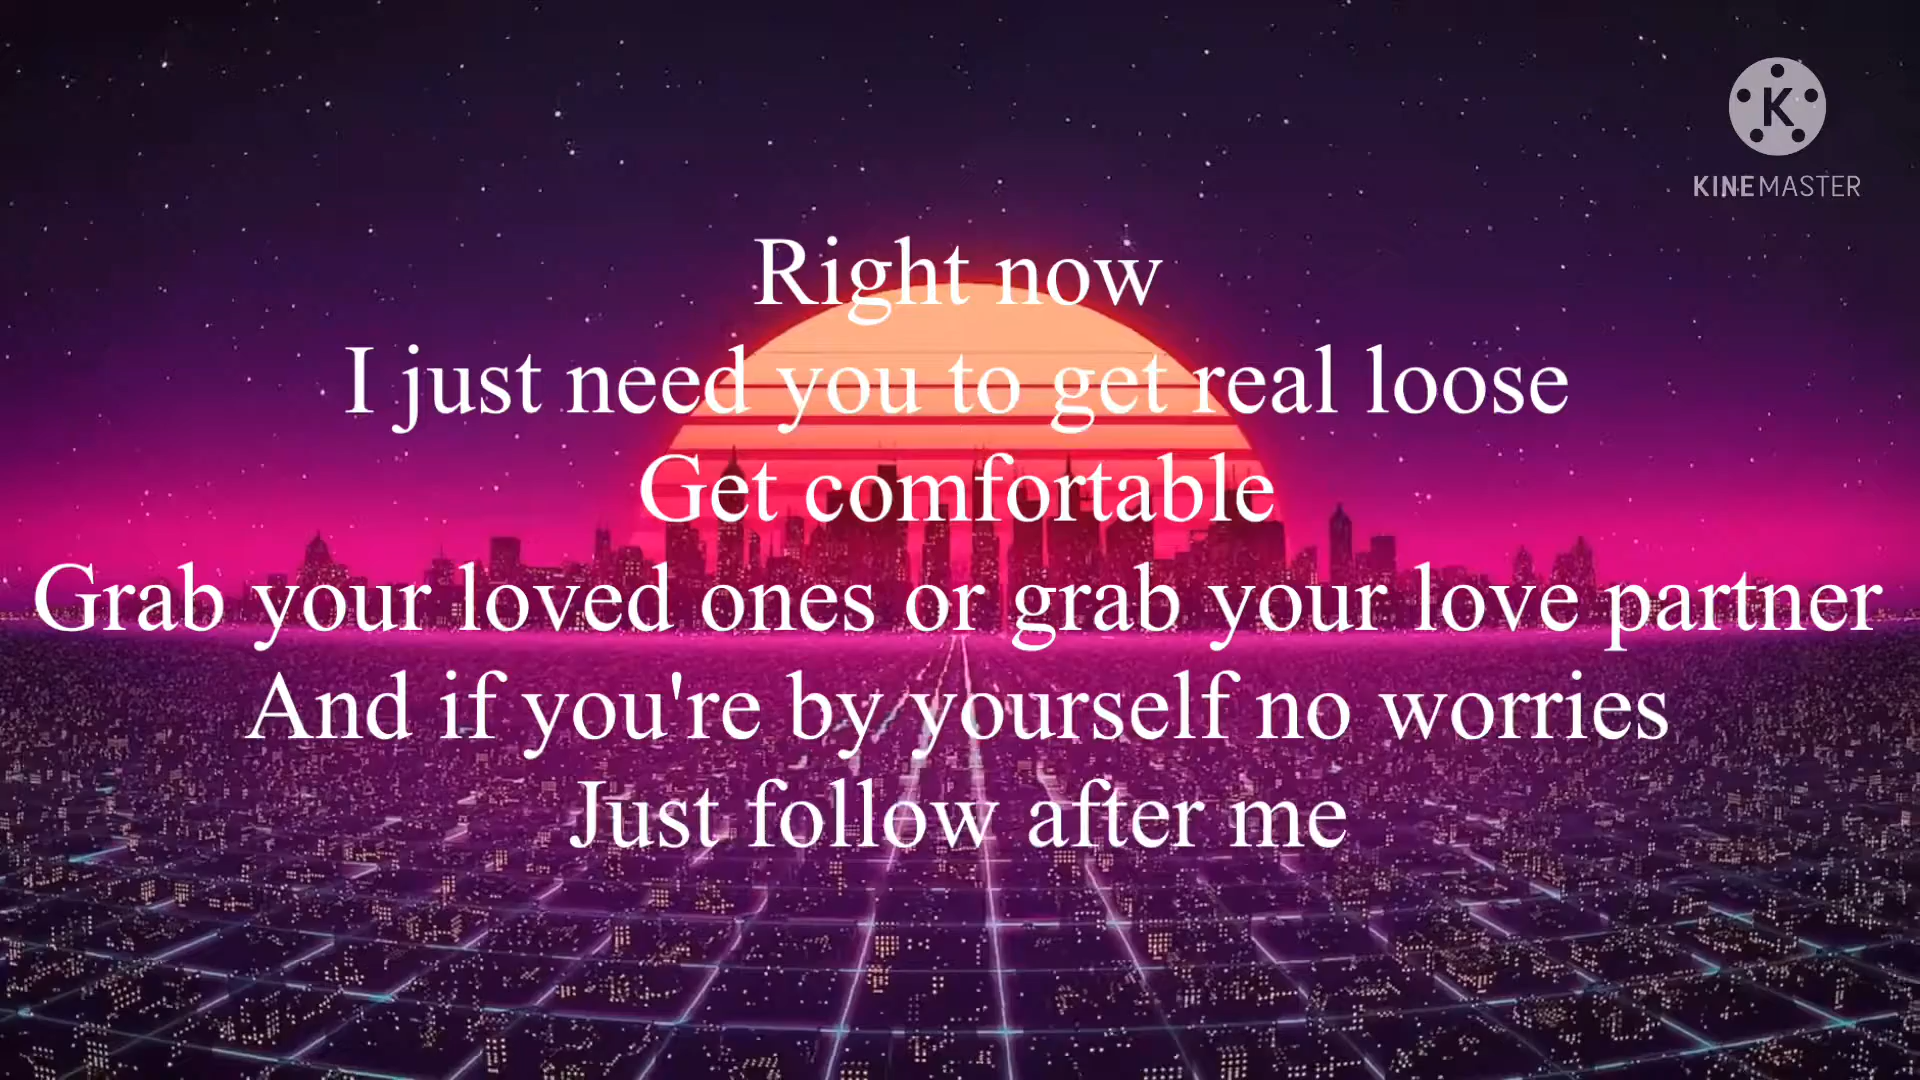 K
KINEMASTER
Right now
I just need you to get real loose
Get comfortable
Grab your loved ones or grab your love partner
And if you're by yourself no worries
Just follow after me